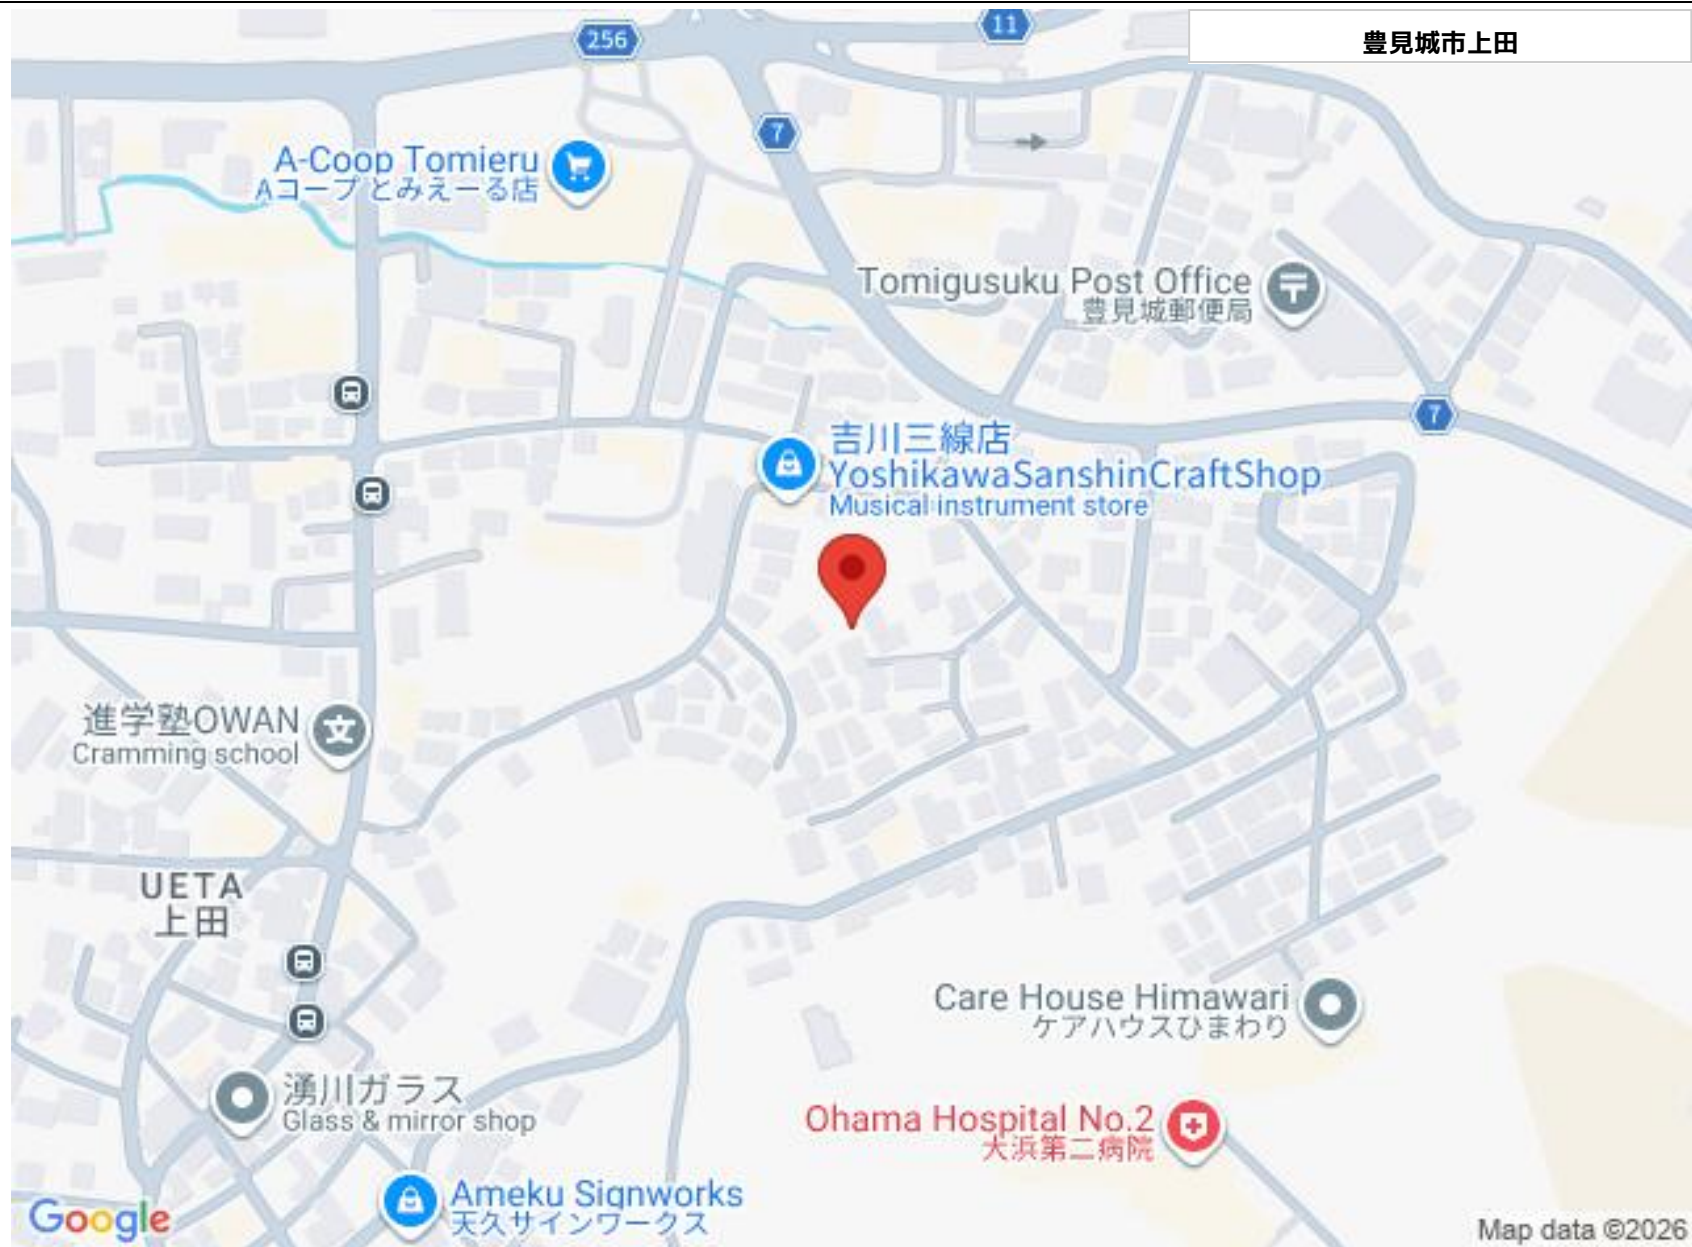 256
11
豊見城市上田
7
A-Coop Tomieru
Aコープとみえーる店
Tomigusuku Post Office
豊見城郵便局
7
吉川三線店
YoshikawaSanshinCraftShop
Musical instrument store
進学塾OWAN
Cramming school
UETA
上田
Care House Himawari
ケアハウスひまわり
湧川ガラス
Glass & mirror shop
Ohama Hospital No.2
大浜第二病院
Ameku Signworks
天久サインワークス
Google
Map data ©2026